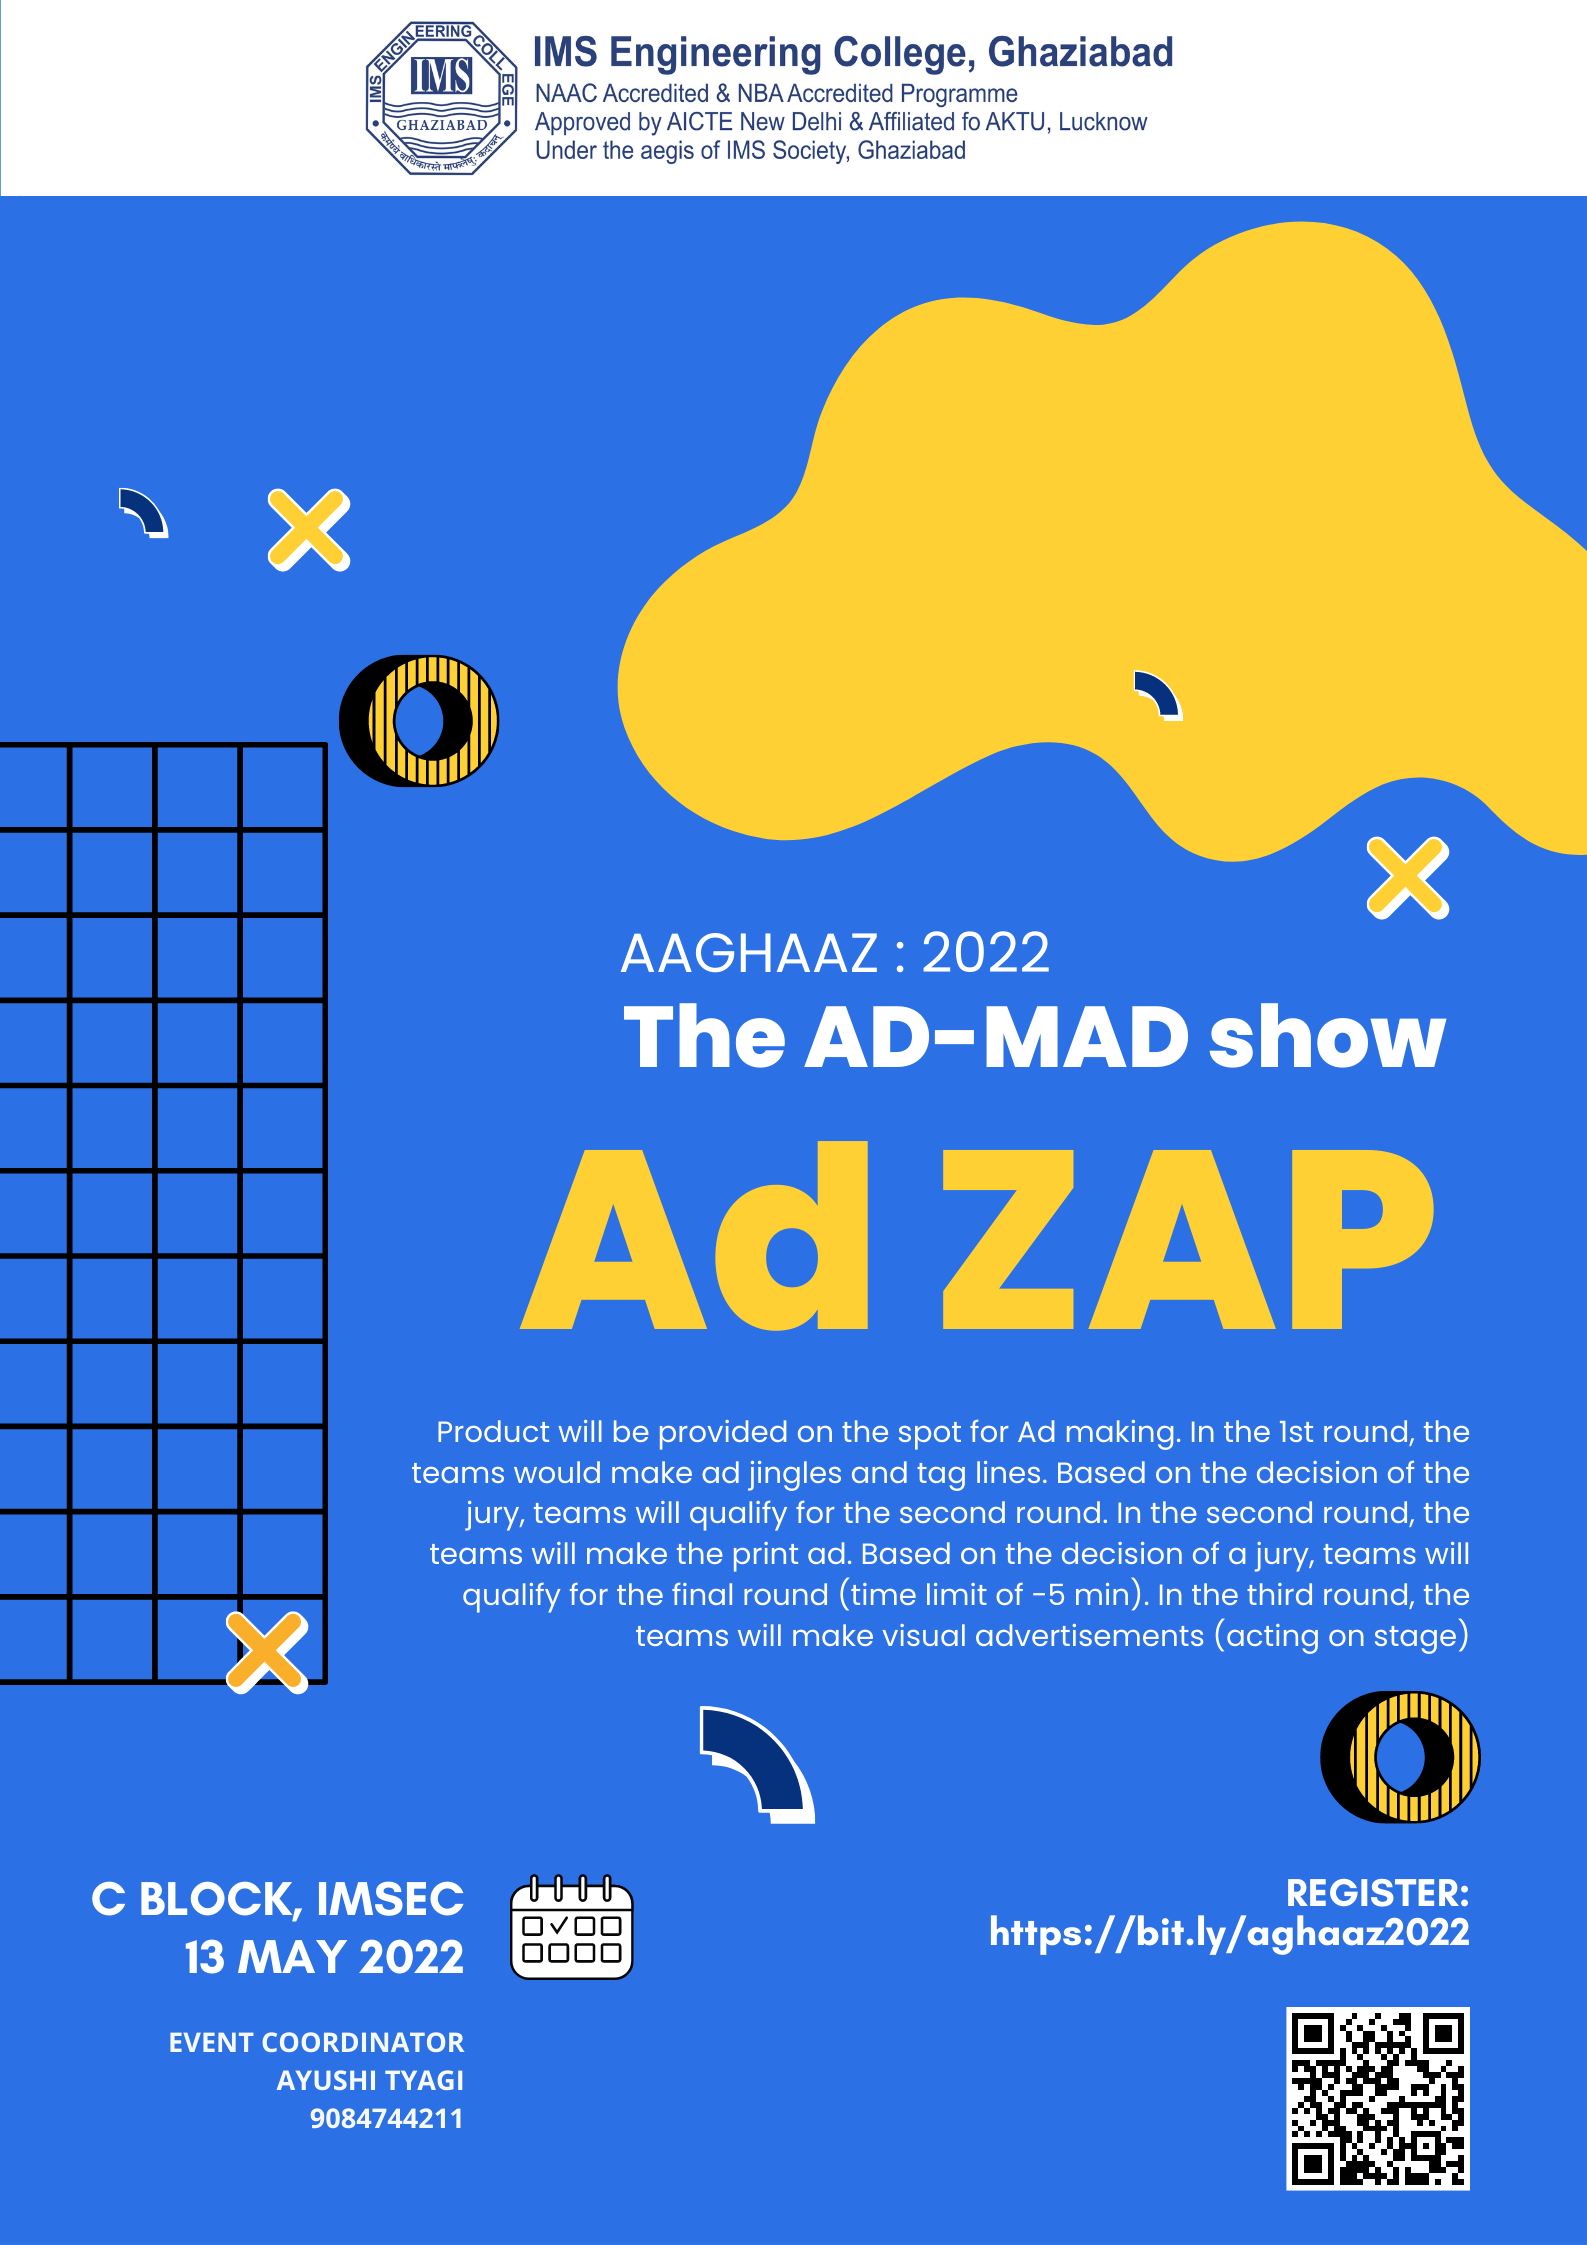 IMS ENGINEERING COLLEGE
IMS
GHAZIABAD
IMS Engineering College, Ghaziabad
NAAC Accredited & NBA Accredited Programme
Approved by AICTE New Delhi & Affiliated fo AKTU, Lucknow
Under the aegis of IMS Society, Ghaziabad
AAGHAAZ : 2022
The AD-MAD show
Ad ZAP
Product will be provided on the spot for Ad making. In the 1st round, the
teams would make ad jingles and tag lines. Based on the decision of the
jury, teams will qualify for the second round. In the second round, the
teams will make the print ad. Based on the decision of a jury, teams will
qualify for the final round (time limit of -5 min). In the third round, the
teams will make visual advertisements (acting on stage)
C BLOCK, IMSEC
13 MAY 2022
EVENT COORDINATOR
AYUSHI TYAGI
9084744211
REGISTER:
https://bit.ly/aghaaz2022